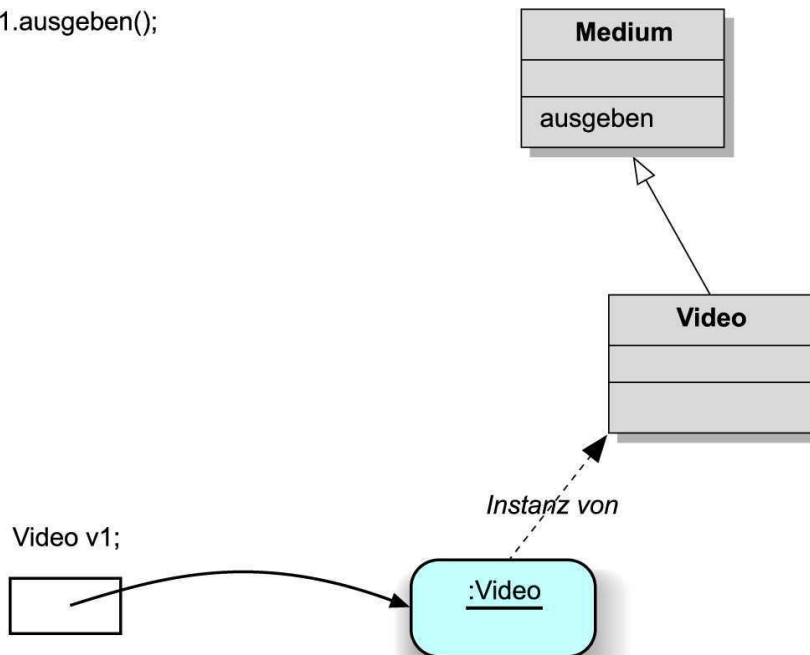 1.ausgeben();
Medium
ausgeben
Video
Instanz von
Video v1;
:Video